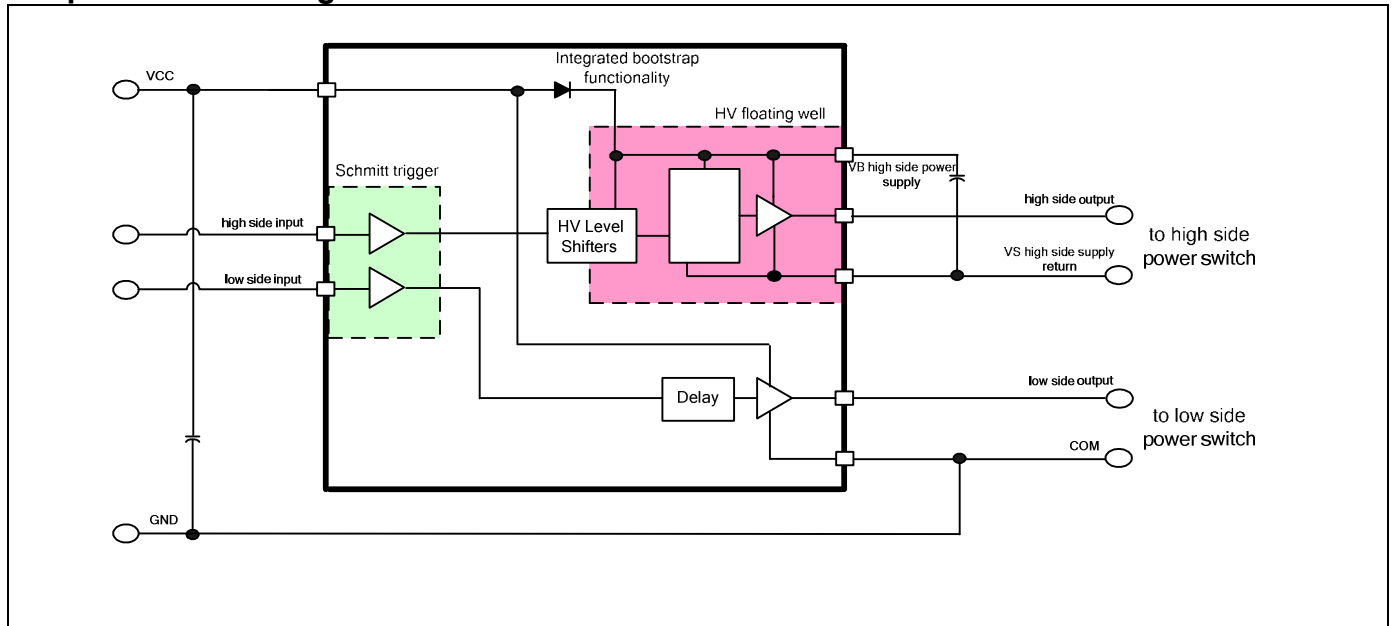 Integrated bootstrap
functionality
VCC
HV floating well
Schmitt trigger
VB high side power
supply
high side output
high side input
HV Level
Shifters
to high side
power switch
VS high side supply
return
low side input
low side output
Delay
to low side
power switch
COM
GND